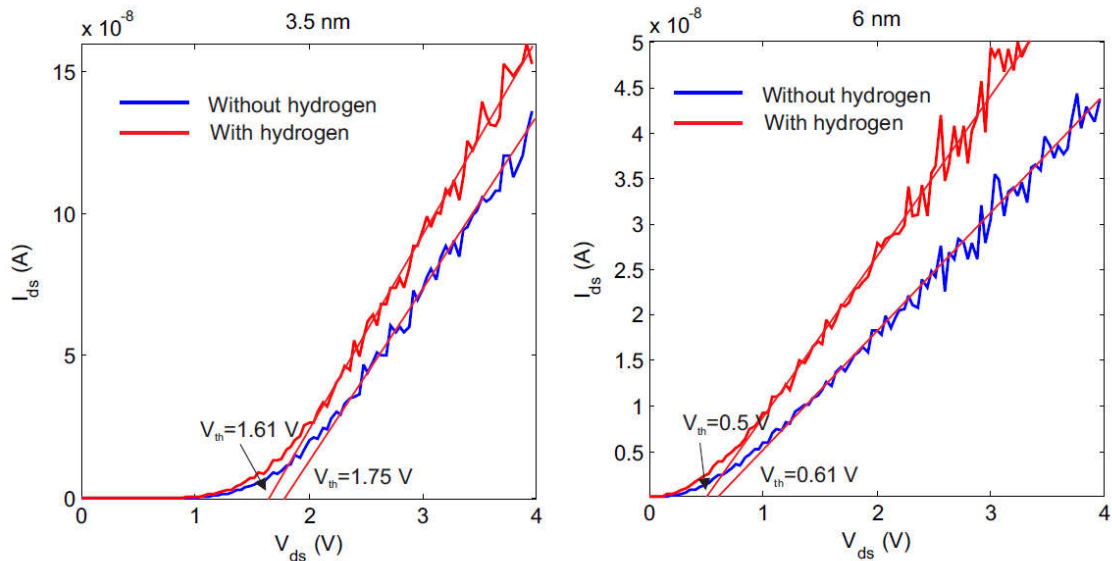 x 10⁻⁸
3.5 nm
15
10
5
0
I_ds (A)
Without hydrogen
With hydrogen
V_th=1.61 V
V_th=1.75 V
0 1 2 3 4
V_ds (V)
x 10⁻⁸
6 nm
5
4.5
4
3.5
3
2.5
2
1.5
1
0.5
I_ds (A)
Without hydrogen
With hydrogen
V_th=0.5 V
V_th=0.61 V
0 1 2 3 4
V_ds (V)